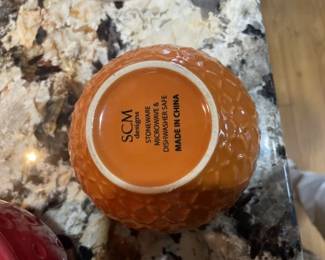 SCM
designs
STONEWARE
MICROWAVE &
DISHWASHER SAFE
MADE IN CHINA